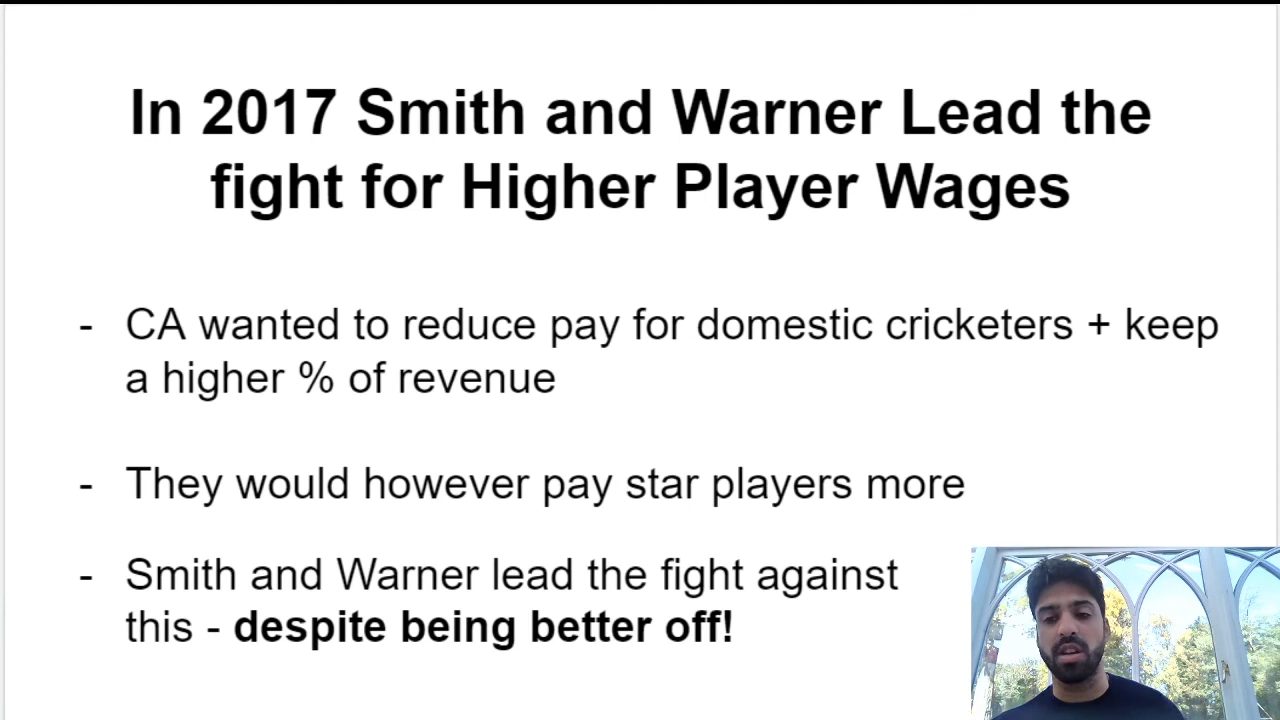 In 2017 Smith and Warner Lead the
fight for Higher Player Wages
- CA wanted to reduce pay for domestic cricketers + keep
a higher % of revenue
- They would however pay star players more
- Smith and Warner lead the fight against
this - despite being better off!